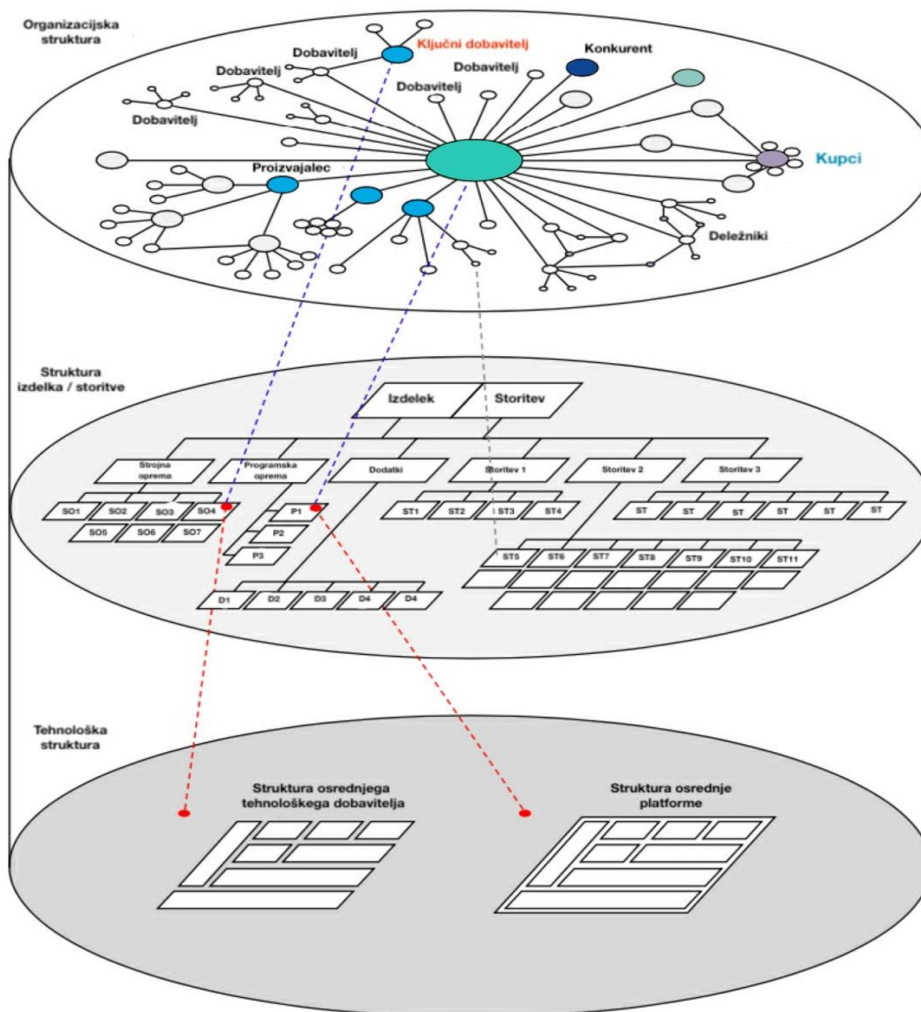 Organizacijska
struktura
Ključni dobavitelj
Konkurent
Dobavitelj
Dobavitelj
Dobavitelj
Dobavitelj
Dobavitelj
Proizvajalec
Kupci
Deležniki
Struktura
izdelka / storitve
Izdelek
Storitev
Strojna
oprema
Programska
oprema
Dodatki
Storitev 1
Storitev 2
Storitev 3
SO1 SO2 SO3 SO4
SO5 SO6 SO7
P1
P2
P3
ST1 ST2 ST3 ST4
ST ST ST ST ST ST
ST5 ST6 ST7 ST8 ST9 ST10 ST11
D1 D2 D3 D4 D4
Tehnološka
struktura
Struktura osrednjega
tehnološkega dobavitelja
Struktura osrednje
platforme